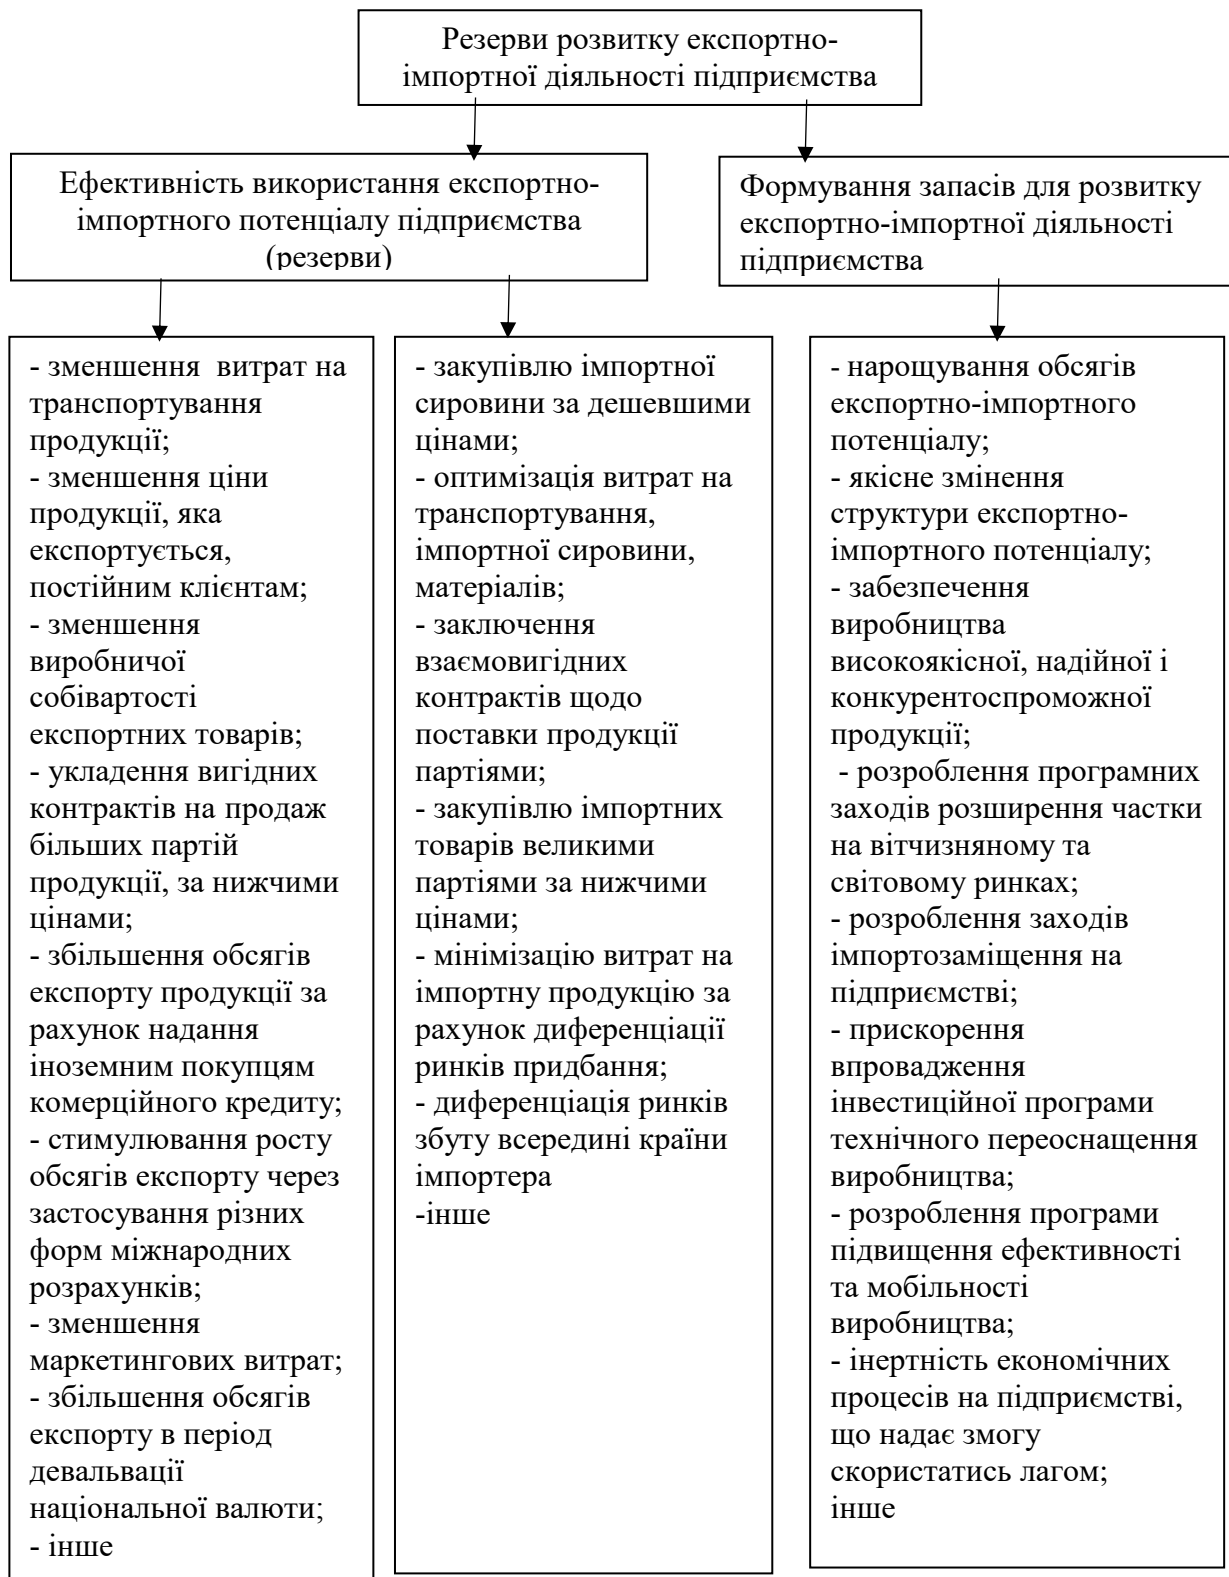 Резерви розвитку експортно-
імпортної діяльності підприємства
Ефективність використання експортно-
імпортного потенціалу підприємства
(резерви)
Формування запасів для розвитку
експортно-імпортної діяльності
підприємства
- зменшення  витрат на
транспортування
продукції;
- зменшення ціни
продукції, яка
експортується,
постійним клієнтам;
- зменшення
виробничої
собівартості
експортних товарів;
- укладення вигідних
контрактів на продаж
більших партій
продукції, за нижчими
цінами;
- збільшення обсягів
експорту продукції за
рахунок надання
іноземним покупцям
комерційного кредиту;
- стимулювання росту
обсягів експорту через
застосування різних
форм міжнародних
розрахунків;
- зменшення
маркетингових витрат;
- збільшення обсягів
експорту в період
девальвації
національної валюти;
- інше
- закупівлю імпортної
сировини за дешевшими
цінами;
- оптимізація витрат на
транспортування,
імпортної сировини,
матеріалів;
- заключення
взаємовигідних
контрактів щодо
поставки продукції
партіями;
- закупівлю імпортних
товарів великими
партіями за нижчими
цінами;
- мінімізацію витрат на
імпортну продукцію за
рахунок диференціації
ринків придбання;
- диференціація ринків
збуту всередині країни
імпортера
-інше
- нарощування обсягів
експортно-імпортного
потенціалу;
- якісне змінення
структури експортно-
імпортного потенціалу;
- забезпечення
виробництва
високоякісної, надійної і
конкурентоспроможної
продукції;
- розроблення програмних
заходів розширення частки
на вітчизняному та
світовому ринках;
- розроблення заходів
імпортозаміщення на
підприємстві;
- прискорення
впровадження
інвестиційної програми
технічного переоснащення
виробництва;
- розроблення програми
підвищення ефективності
та мобільності
виробництва;
- інертність економічних
процесів на підприємстві,
що надає змогу
скористатись лагом;
інше